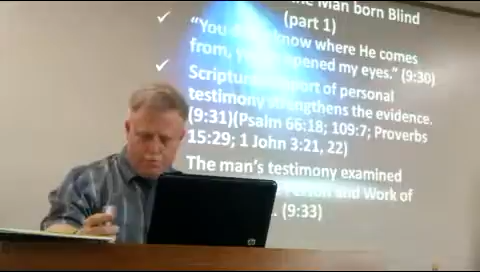 the Man born Blind
(part 1)
✓ "You know where He comes
from, opened my eyes." (9:30)
✓ Scripture of personal
testimony strengthens the evidence.
(9:31)(Psalm 66:18; 109:7; Proverbs
15:29; 1 John 3:21, 22)
The man's testimony examined
Person and Work of
(9:33)
hp